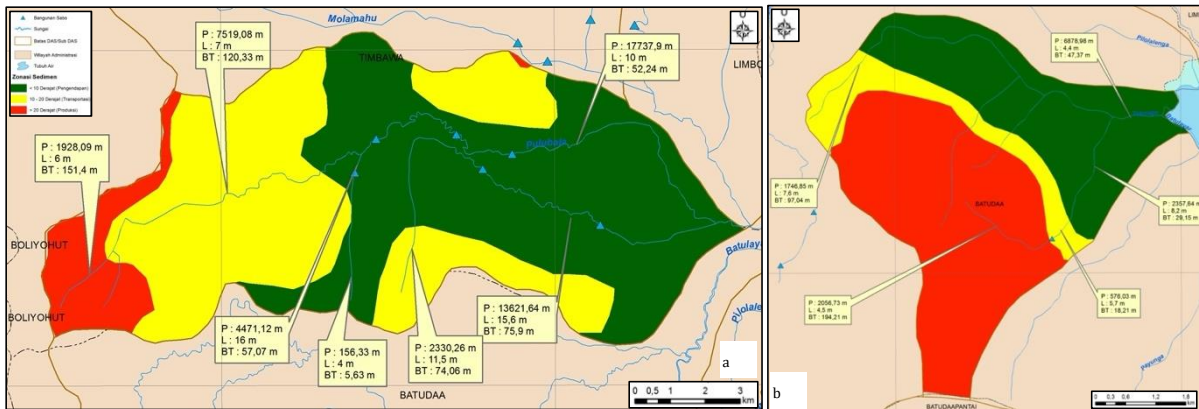 Bangunan Sabo
Sungai
Batas DAS/Sub DAS
Wilayah Administrasi
Tubuh Air
Zonasi Sedimen
< 10 Derajat (Pengendapan)
10 - 20 Derajat (Transportasi)
> 20 Derajat (Produksi)
Molamahu
U
TIMBAWA
LIMBO
P : 7519,08 m
L : 7 m
BT : 120,33 m
P : 17737,9 m
L : 10 m
BT : 52,24 m
P : 1928,09 m
L : 6 m
BT : 151,4 m
BOLIYOHUT
BOLIYOHUT
P : 4471,12 m
L : 16 m
BT : 57,07 m
P : 156,33 m
L : 4 m
BT : 5,63 m
P : 2330,26 m
L : 11,5 m
BT : 74,06 m
P : 13621,64 m
L : 15,6 m
BT : 75,9 m
BATUDAA
a
0 0,5 1 2 3
km
U
LIM
P : 6878,98 m
L : 4,4 m
BT : 47,37 m
P : 1746,85 m
L : 7,6 m
BT : 97,04 m
P : 2357,64 m
L : 8,2 m
BT : 29,15 m
BATUDAA
P : 2056,73 m
L : 4,5 m
BT : 194,21 m
P : 576,03 m
L : 5,7 m
BT : 18,21 m
Payunga
BATUDAAPANTAI
b
0 0,3 0,6 1,2 1,8
km